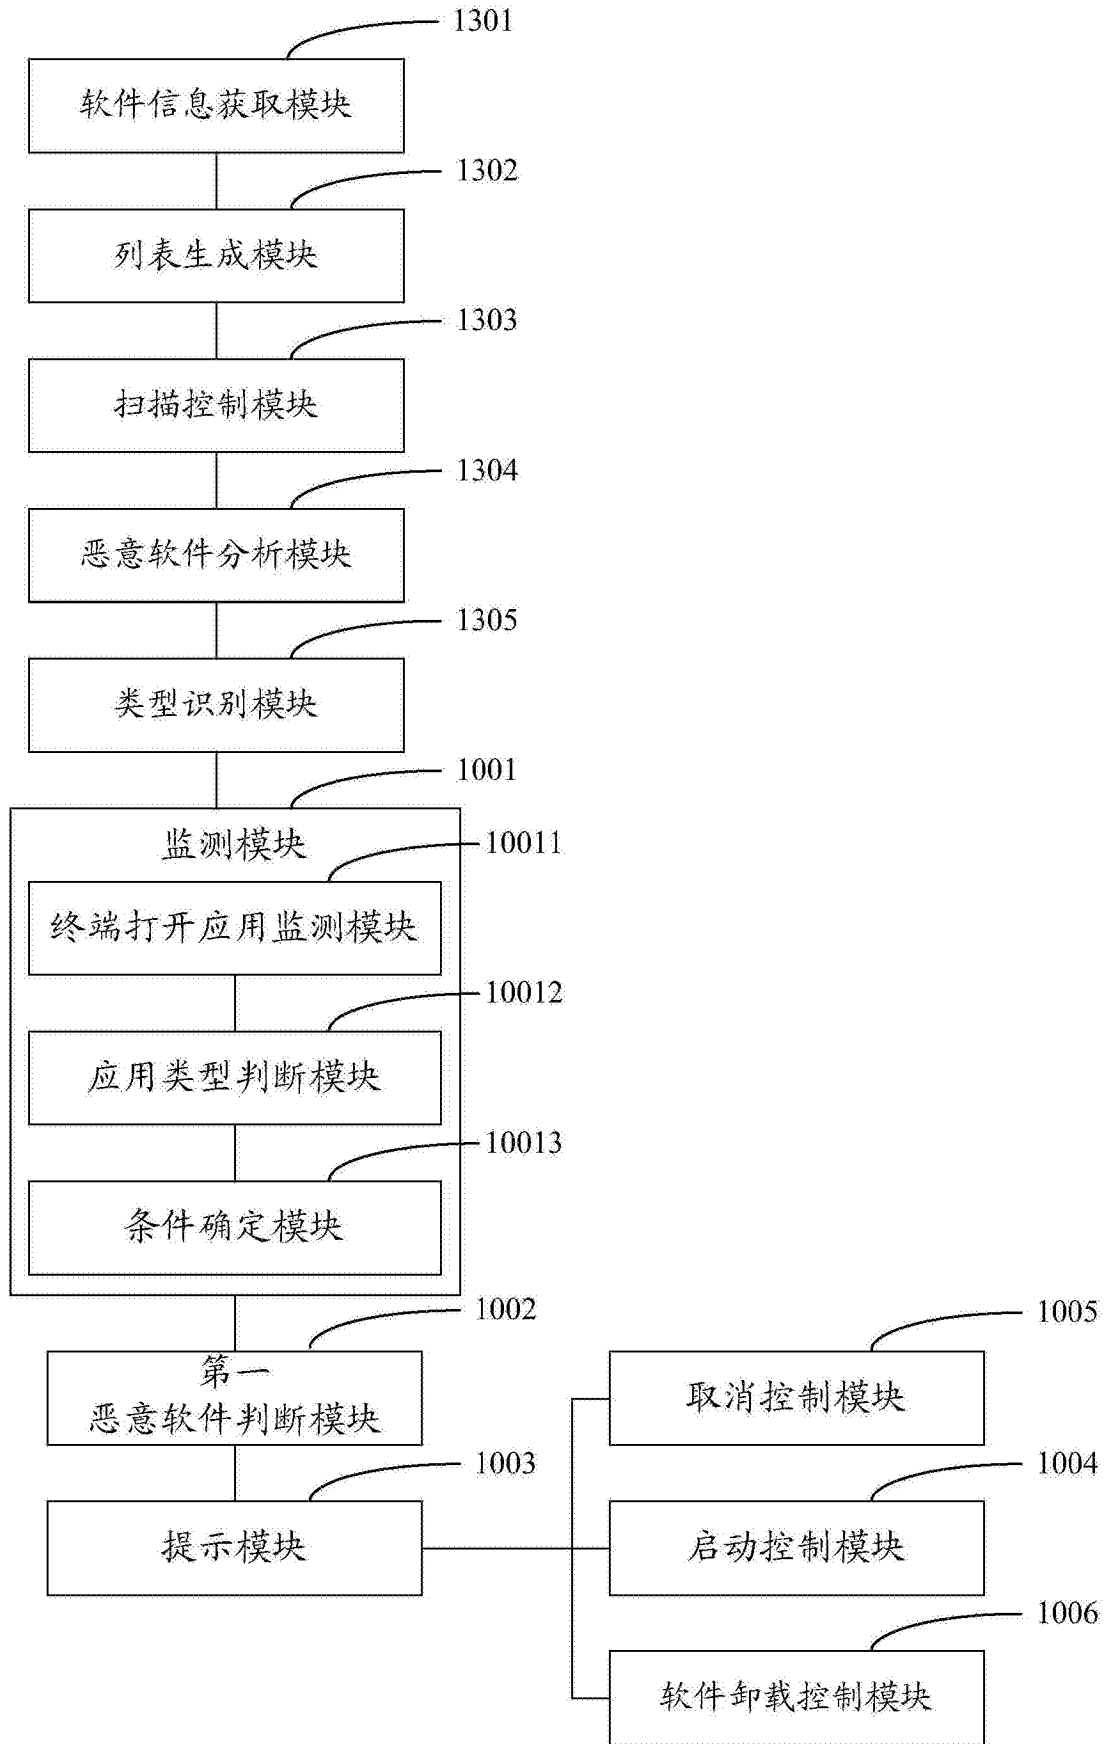 1301
软件信息获取模块
1302
列表生成模块
1303
扫描控制模块
1304
恶意软件分析模块
1305
类型识别模块
1001
监测模块
10011
终端打开应用监测模块
10012
应用类型判断模块
10013
条件确定模块
1002
第一
恶意软件判断模块
1005
取消控制模块
1003
提示模块
1004
启动控制模块
1006
软件卸载控制模块